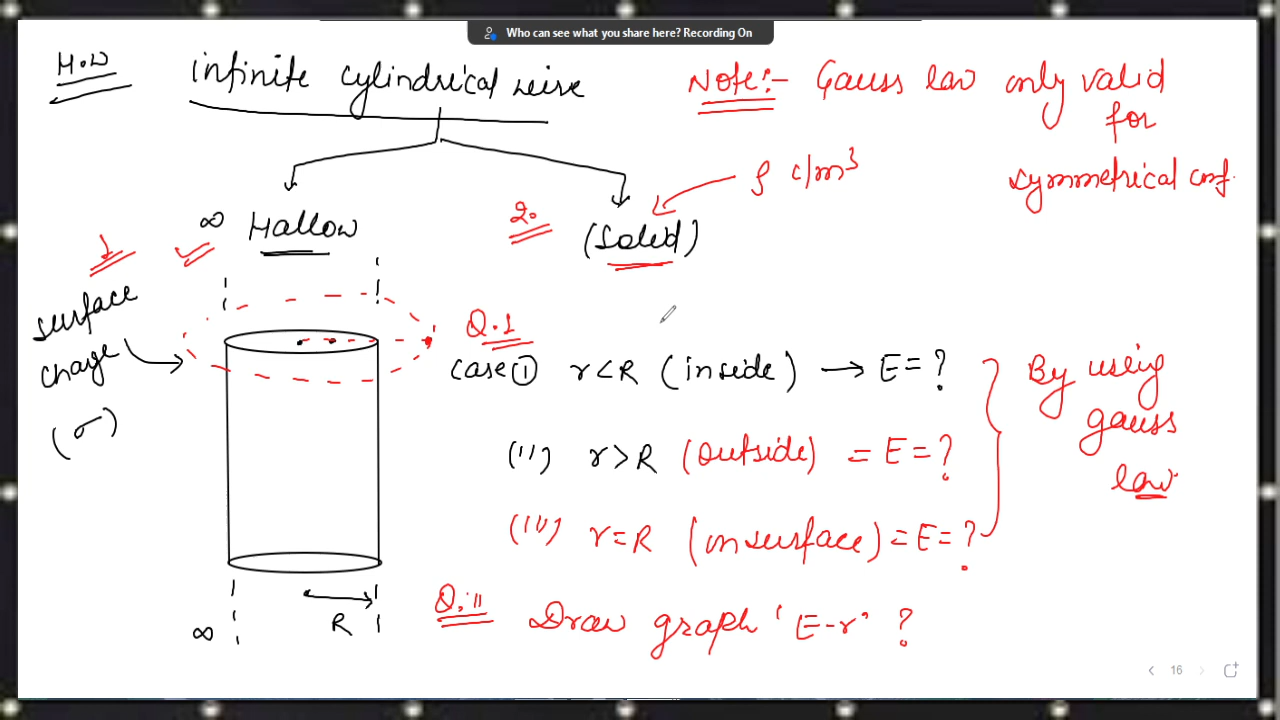 Who can see what you share here? Recording On
H.W
infinite cylindrical wire
Note:- Gauss law only valid
for
symmetrical conf.
ρ c/m³
∞ Hallow
2. (Solid)
1
surface
charge
(σ)
Q.1
case① r<R (inside) → E=?
(ii) r>R (outside) = E=?
(iv) r=R (on surface) = E=?
By using
gauss
law
R
∞
Q.ii Draw graph 'E-r' ?
16